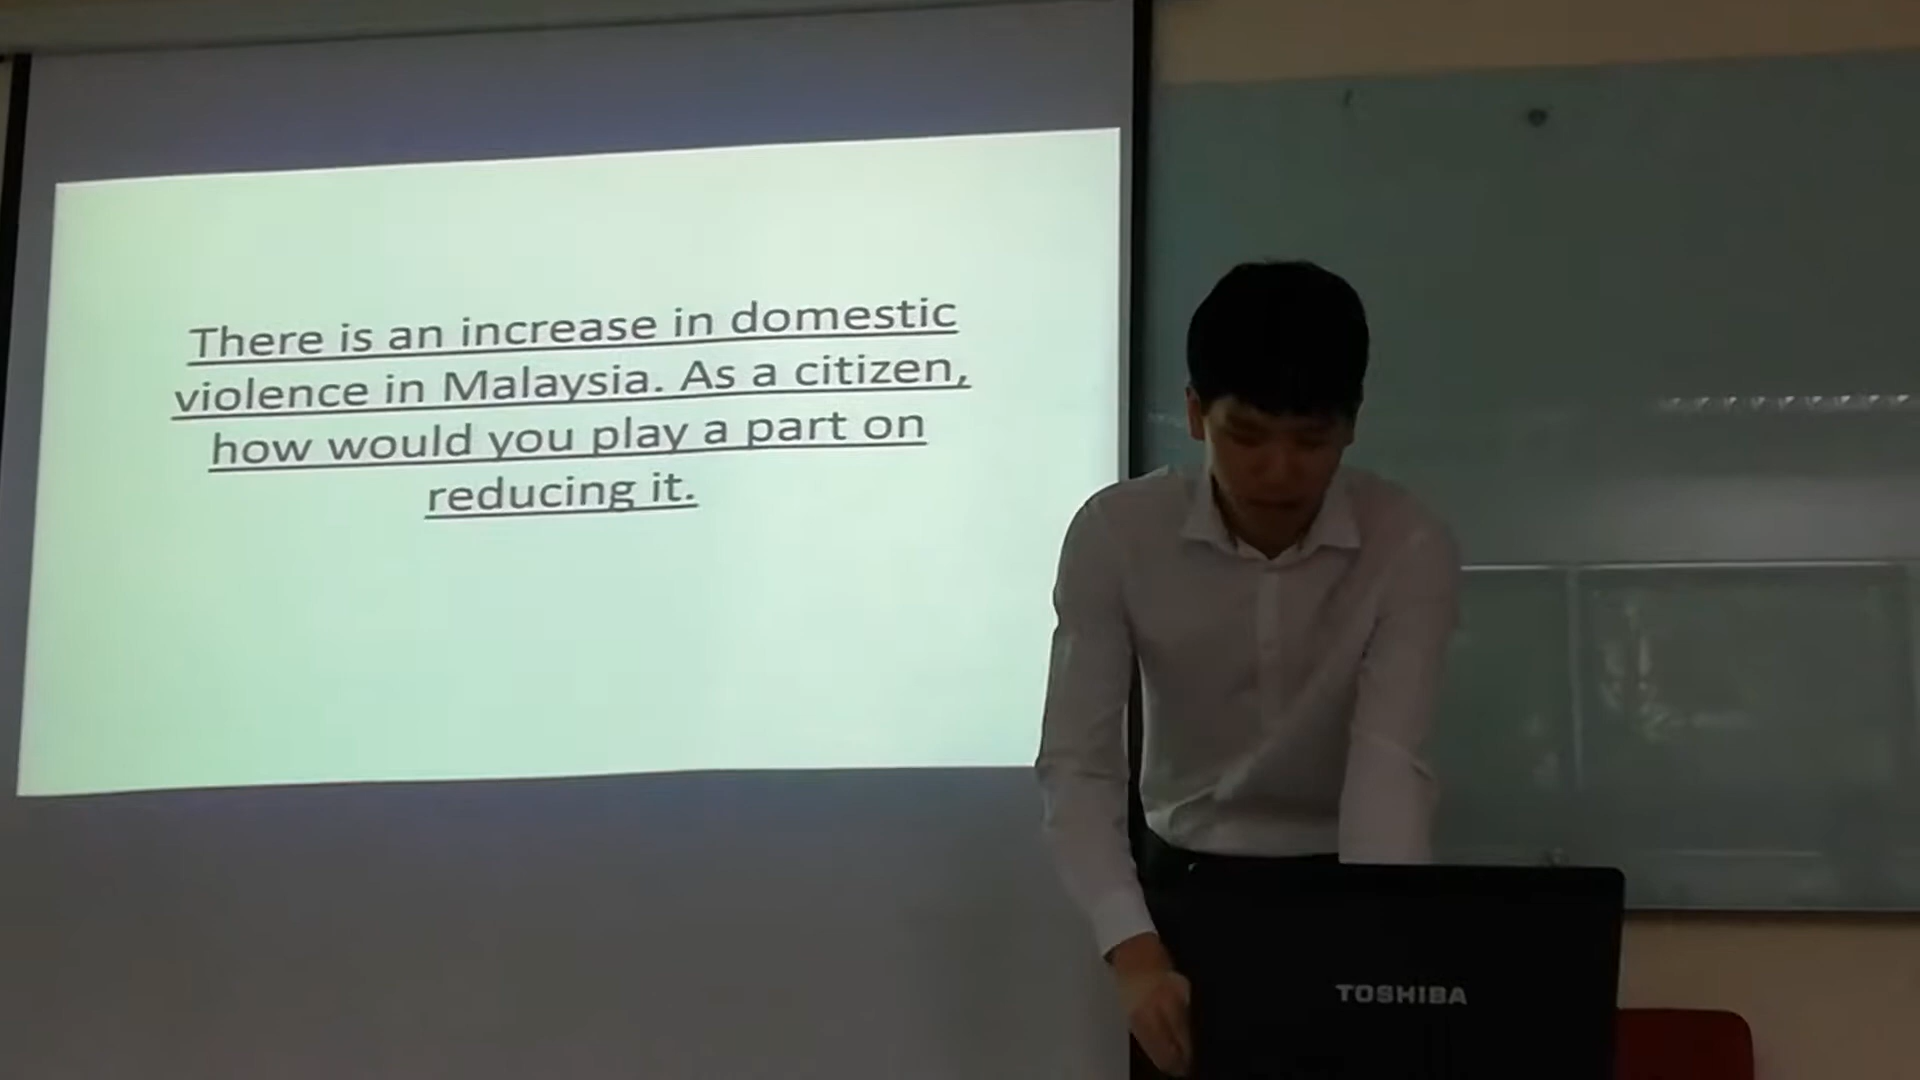 There is an increase in domestic
violence in Malaysia. As a citizen,
how would you play a part on
reducing it.
TOSHIBA